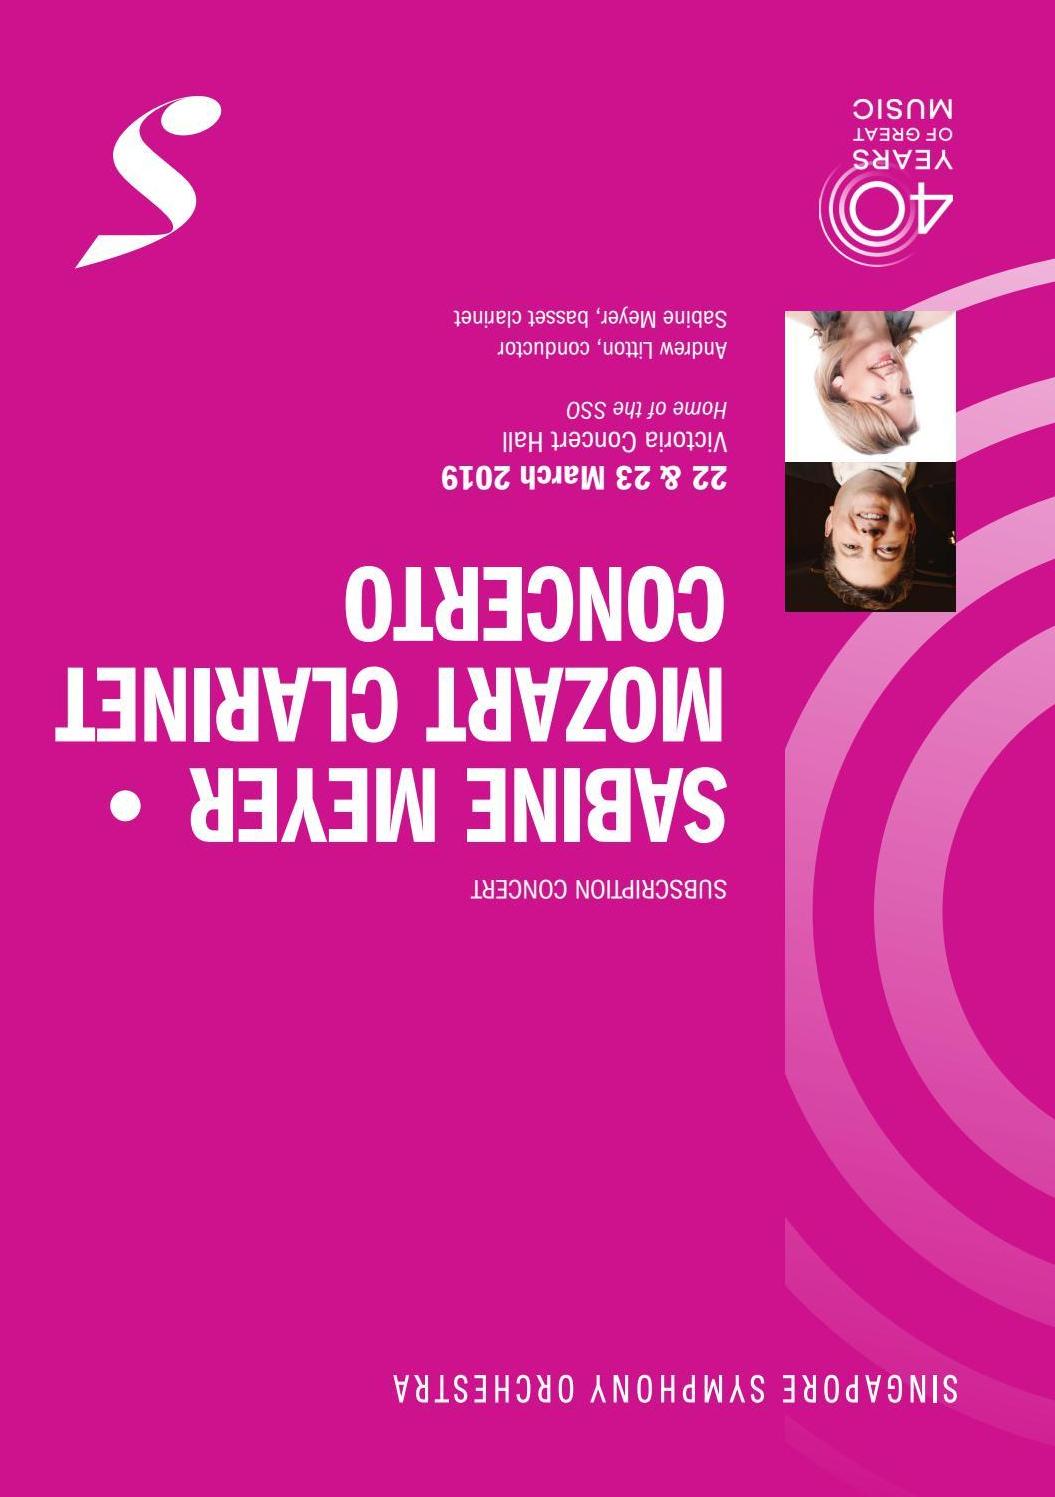 SINGAPORE SYMPHONY ORCHESTRA
SUBSCRIPTION CONCERT
SABINE MEYER •
MOZART CLARINET
CONCERTO
22 & 23 March 2019
Victoria Concert Hall
Home of the SSO
Andrew Litton, conductor
Sabine Meyer, basset clarinet
40
YEARS
OF GREAT
MUSIC